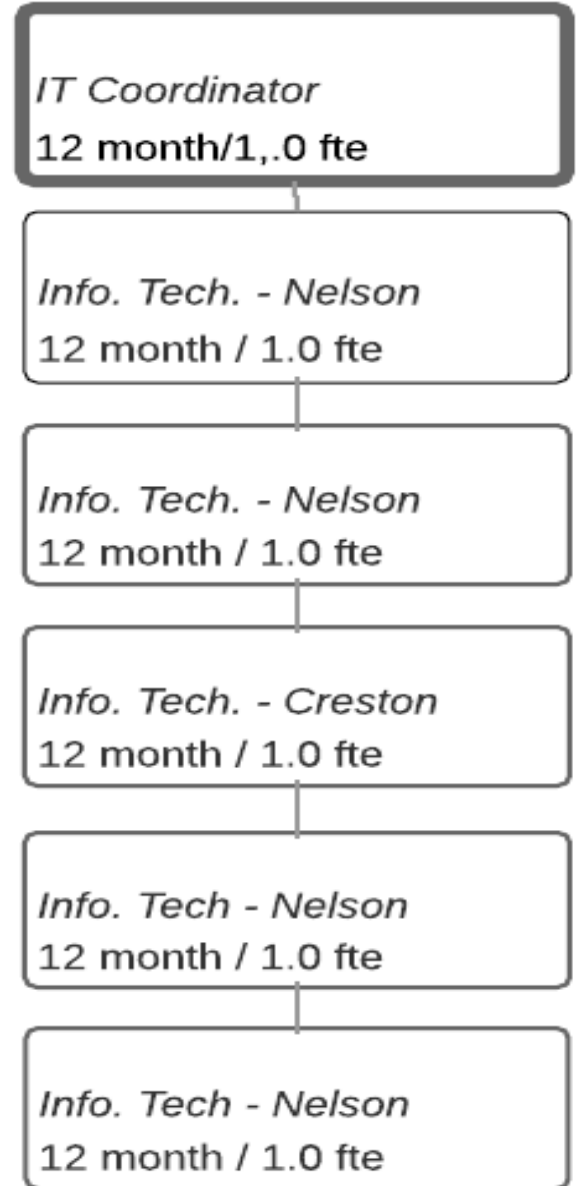 IT Coordinator
12 month/1,.0 fte
Info. Tech. - Nelson
12 month / 1.0 fte
Info. Tech. - Nelson
12 month / 1.0 fte
Info. Tech. - Creston
12 month / 1.0 fte
Info. Tech - Nelson
12 month / 1.0 fte
Info. Tech - Nelson
12 month / 1.0 fte